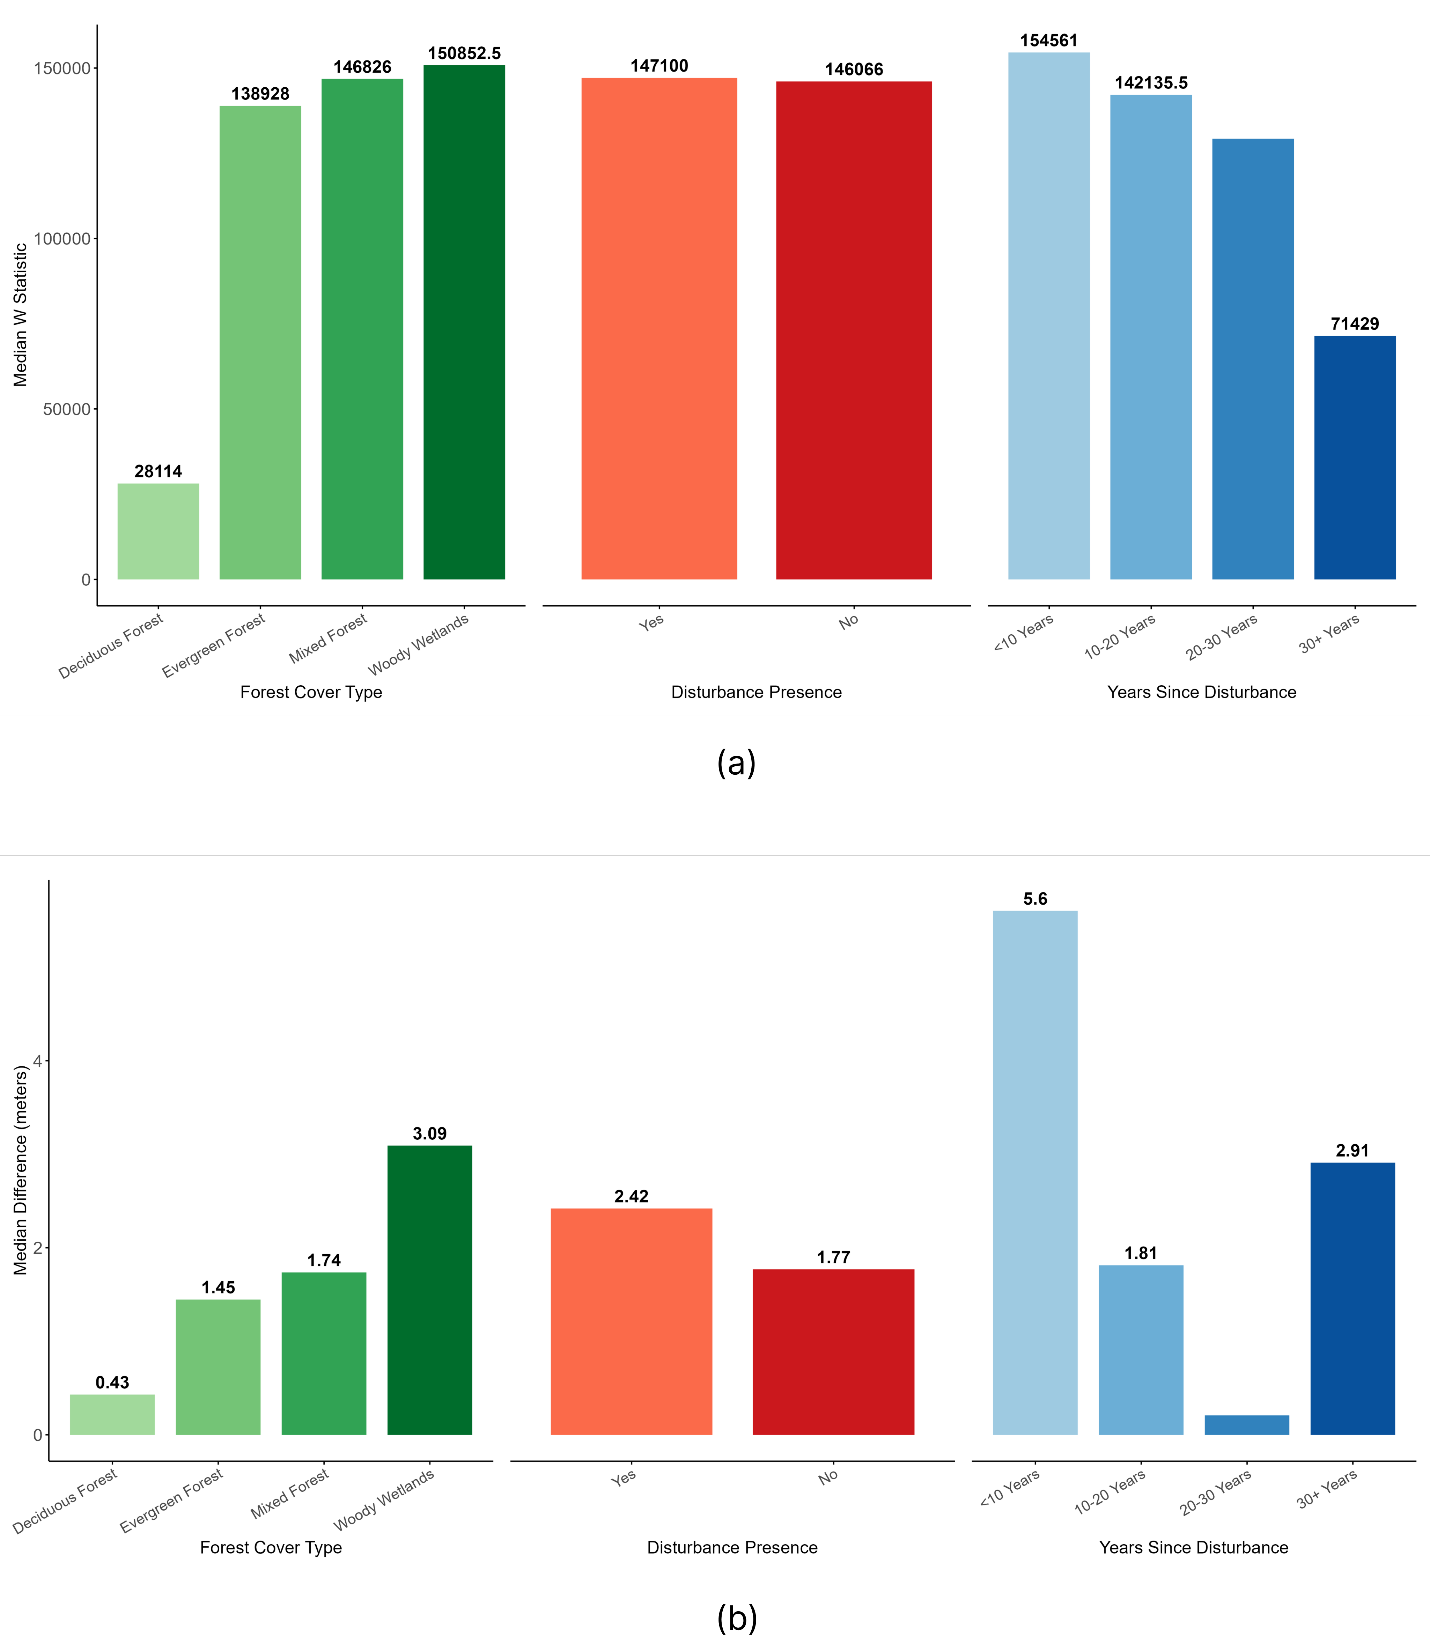 154561
150852.5
147100
146826
146066
142135.5
138928
150000
100000
50000
0
71429
28114
Median W Statistic
Deciduous Forest
Evergreen Forest
Mixed Forest
Woody Wetlands
Yes
No
<10 Years
10-20 Years
20-30 Years
30+ Years
Forest Cover Type
Disturbance Presence
Years Since Disturbance
(a)
5.6
4
2
0
3.09
2.91
2.42
1.81
1.77
1.74
1.45
0.43
Median Difference (meters)
Deciduous Forest
Evergreen Forest
Mixed Forest
Woody Wetlands
Yes
No
<10 Years
10-20 Years
20-30 Years
30+ Years
Forest Cover Type
Disturbance Presence
Years Since Disturbance
(b)